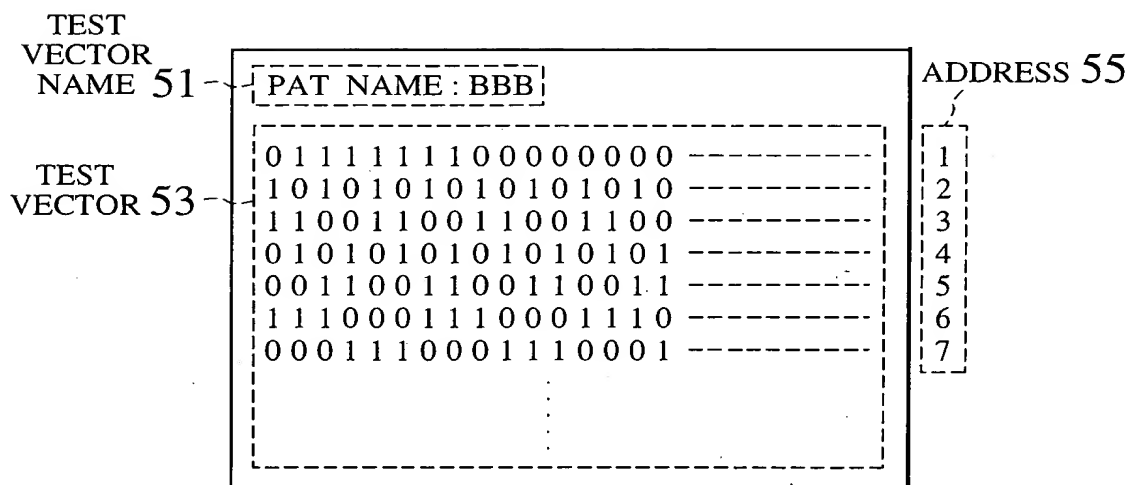 TEST
VECTOR
NAME 51
PAT NAME : BBB
ADDRESS 55
TEST
VECTOR 53
0 1 1 1 1 1 1 1 0 0 0 0 0 0 0 0 ---------- 1
1 0 1 0 1 0 1 0 1 0 1 0 1 0 1 0 ---------- 2
1 1 0 0 1 1 0 0 1 1 0 0 1 1 0 0 ---------- 3
0 1 0 1 0 1 0 1 0 1 0 1 0 1 0 1 ---------- 4
0 0 1 1 0 0 1 1 0 0 1 1 0 0 1 1 ---------- 5
1 1 1 0 0 0 1 1 1 0 0 0 1 1 1 0 ---------- 6
0 0 0 1 1 1 0 0 0 1 1 1 0 0 0 1 ---------- 7